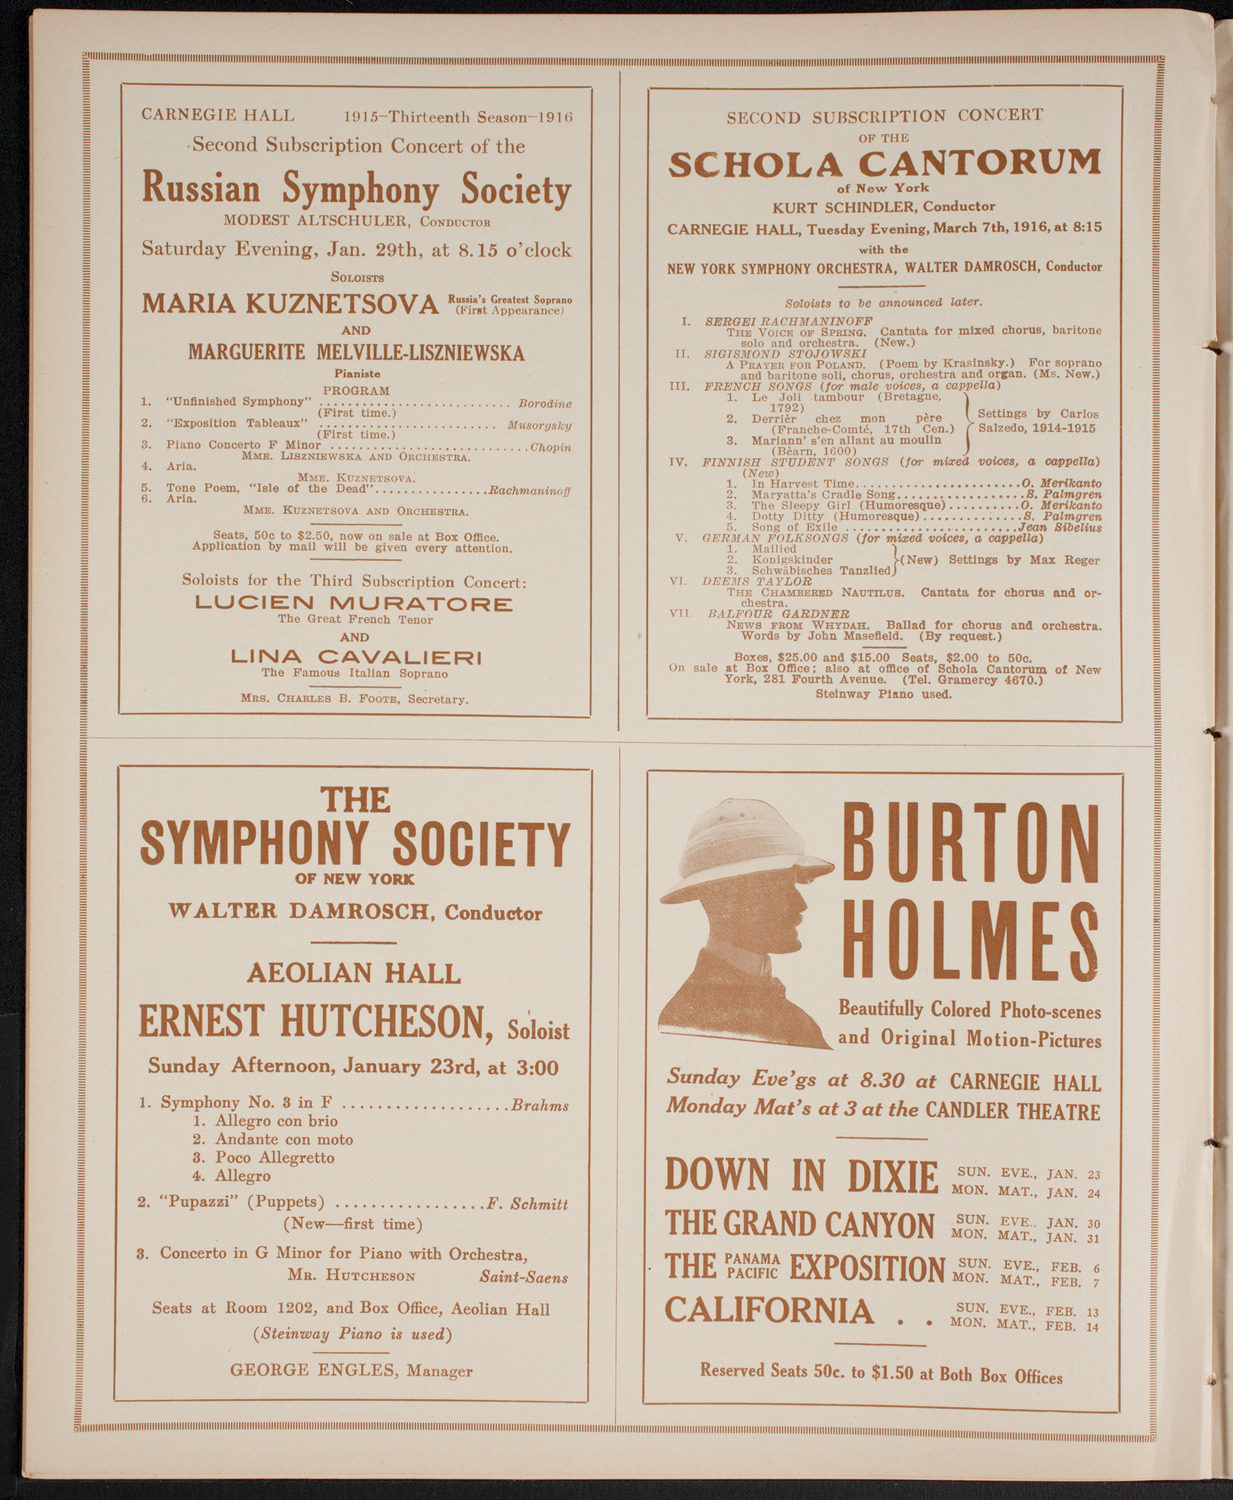 CARNEGIE HALL 1915–Thirteenth Season–1916
Second Subscription Concert of the
Russian Symphony Society
MODEST ALTSCHULER, CONDUCTOR
Saturday Evening, Jan. 29th, at 8.15 o'clock
SOLOISTS
MARIA KUZNETSOVA Russia's Greatest Soprano
(First Appearance)
AND
MARGUERITE MELVILLE-LISZNIEWSKA
Pianiste
PROGRAM
1. "Unfinished Symphony" .......................... Borodine
(First time.)
2. "Exposition Tableaux" .......................... Musorgsky
(First time.)
3. Piano Concerto F Minor ............................Chopin
MME. LISZNIEWSKA AND ORCHESTRA.
4. Aria.
MME. KUZNETSOVA.
5. Tone Poem, "Isle of the Dead"................Rachmaninoff
6. Aria.
MME. KUZNETSOVA AND ORCHESTRA.
Seats, 50c to $2.50, now on sale at Box Office.
Application by mail will be given every attention.
Soloists for the Third Subscription Concert:
LUCIEN MURATORE
The Great French Tenor
AND
LINA CAVALIERI
The Famous Italian Soprano
MRS. CHARLES B. FOOTE, Secretary.
SECOND SUBSCRIPTION CONCERT
OF THE
SCHOLA CANTORUM
of New York
KURT SCHINDLER, Conductor
CARNEGIE HALL, Tuesday Evening, March 7th, 1916, at 8:15
with the
NEW YORK SYMPHONY ORCHESTRA, WALTER DAMROSCH, Conductor
Soloists to be announced later.
I. SERGEI RACHMANINOFF
THE VOICE OF SPRING. Cantata for mixed chorus, baritone
solo and orchestra. (New.)
II. SIGISMOND STOJOWSKI
A PRAYER FOR POLAND. (Poem by Krasinsky.) For soprano
and baritone soli, chorus, orchestra and organ. (Ms. New.)
III. FRENCH SONGS (for male voices, a cappella)
1. Le Joli tambour (Bretagne,
1792)
2. Derrièr chez mon père
(Franche-Comté, 17th Cen.)
3. Mariann' s'en allant au moulin
(Bèarn, 1600)
Settings by Carlos
Salzedo, 1914-1915
IV. FINNISH STUDENT SONGS (for mixed voices, a cappella)
(New)
1. In Harvest Time.....................O. Merikanto
2. Maryatta's Cradle Song.................S. Palmgren
3. The Sleepy Girl (Humoresque)..........O. Merikanto
4. Dotty Ditty (Humoresque).............S. Palmgren
5. Song of Exile .........................Jean Sibelius
V. GERMAN FOLKSONGS (for mixed voices, a cappella)
1. Mailied
2. Konigskinder
3. Schwäbisches Tanzlied
(New) Settings by Max Reger
VI. DEEMS TAYLOR
THE CHAMBERED NAUTILUS. Cantata for chorus and or-
chestra.
VII. BALFOUR GARDNER
NEWS FROM WHYDAH. Ballad for chorus and orchestra.
Words by John Masefield. (By request.)
Boxes, $25.00 and $15.00 Seats, $2.00 to 50c.
On sale at Box Office; also at office of Schola Cantorum of New
York, 281 Fourth Avenue. (Tel. Gramercy 4670.)
Steinway Piano used.
THE
SYMPHONY SOCIETY
OF NEW YORK
WALTER DAMROSCH, Conductor
AEOLIAN HALL
ERNEST HUTCHESON, Soloist
Sunday Afternoon, January 23rd, at 3:00
1. Symphony No. 3 in F ...................Brahms
1. Allegro con brio
2. Andante con moto
3. Poco Allegretto
4. Allegro
2. "Pupazzi" (Puppets) .................F. Schmitt
(New—first time)
3. Concerto in G Minor for Piano with Orchestra,
MR. HUTCHESON Saint-Saens
Seats at Room 1202, and Box Office, Aeolian Hall
(Steinway Piano is used)
GEORGE ENGLES, Manager
BURTON
HOLMES
Beautifully Colored Photo-scenes
and Original Motion-Pictures
Sunday Eve'gs at 8.30 at CARNEGIE HALL
Monday Mat's at 3 at the CANDLER THEATRE
DOWN IN DIXIE SUN. EVE., JAN. 23
MON. MAT., JAN. 24
THE GRAND CANYON SUN. EVE., JAN. 30
MON. MAT., JAN. 31
THE PANAMA PACIFIC EXPOSITION SUN. EVE., FEB. 6
MON. MAT., FEB. 7
CALIFORNIA . . SUN. EVE., FEB. 13
MON. MAT., FEB. 14
Reserved Seats 50c. to $1.50 at Both Box Offices